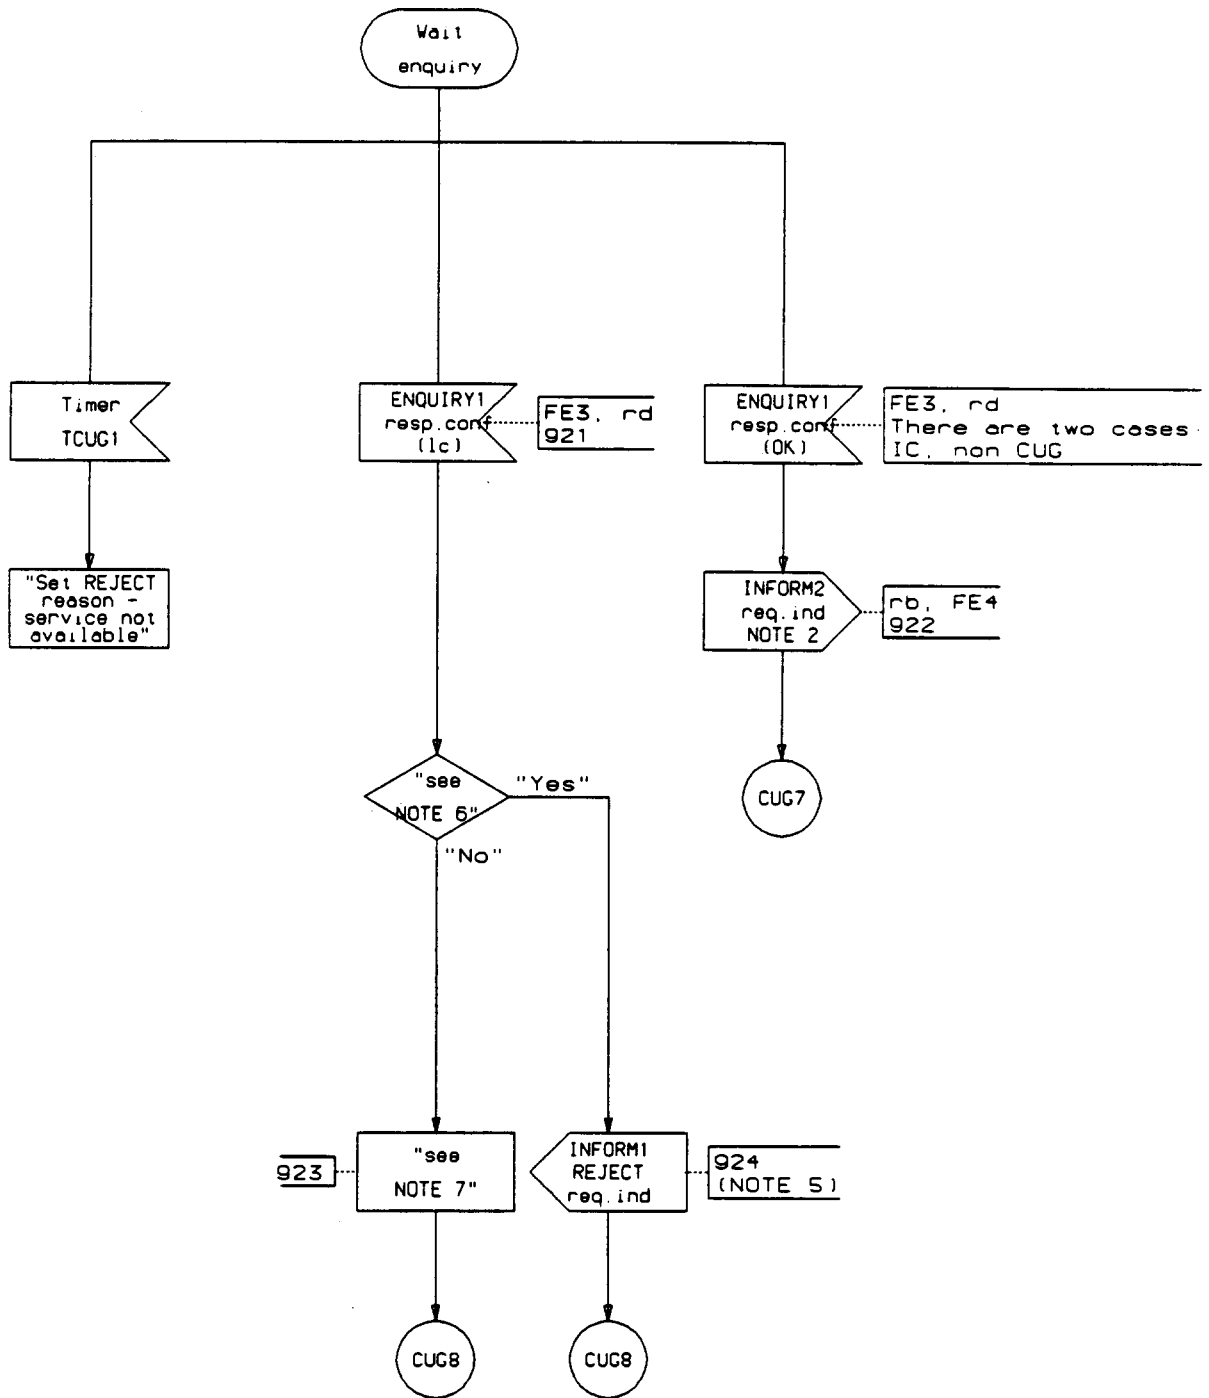 Wait
enquiry
Timer
TCUG1
ENQUIRY1
resp.conf
(lc)
FE3, rd
921
ENQUIRY1
resp.conf
(OK)
FE3, rd
There are two cases
IC, non CUG
"Set REJECT
reason -
service not
available"
INFORM2
req.ind
NOTE 2
rb, FE4
922
"see
NOTE 6"
"Yes"
"No"
CUG7
923
"see
NOTE 7"
INFORM1
REJECT
req.ind
924
(NOTE 5)
CUG8
CUG8